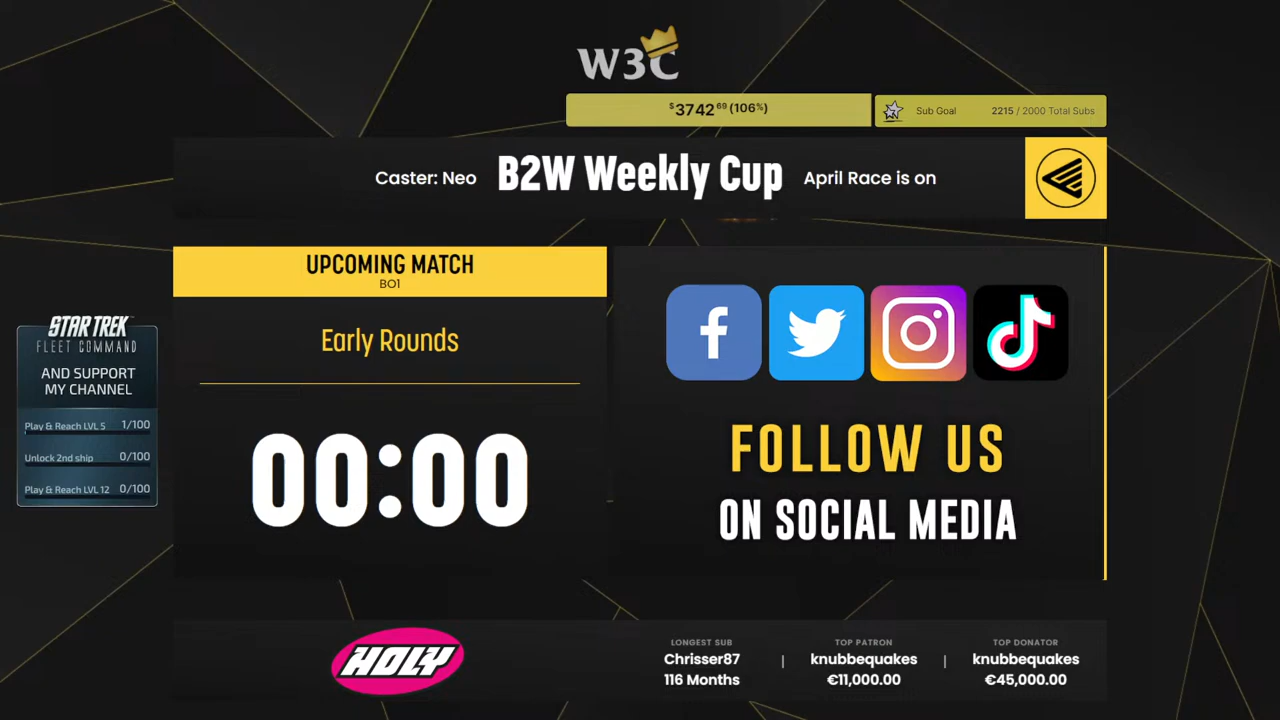 W3C
$3742.69 (106%)
Sub Goal 2215 / 2000 Total Subs
Caster: Neo
B2W Weekly Cup
April Race is on
UPCOMING MATCH
BO1
Early Rounds
00:00
STAR TREK
FLEET COMMAND
AND SUPPORT
MY CHANNEL
Play & Reach LVL 5 1/100
Unlock 2nd ship 0/100
Play & Reach LVL 12 0/100
FOLLOW US
ON SOCIAL MEDIA
HOLY
LONGEST SUB
Chrisser87
116 Months
|
TOP PATRON
knubbequakes
€11,000.00
|
TOP DONATOR
knubbequakes
€45,000.00